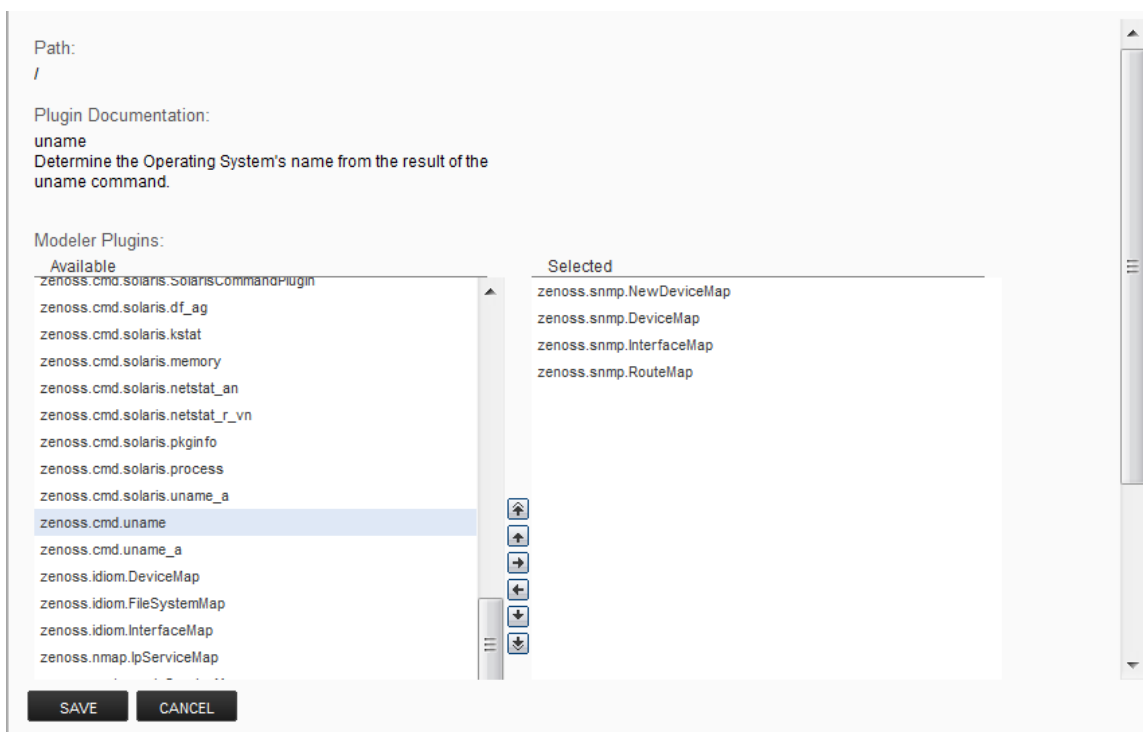 Path:
/
Plugin Documentation:
uname
Determine the Operating System's name from the result of the
uname command.
Modeler Plugins:
Available
zenoss.cmd.solaris.SolarisCommandPlugin
zenoss.cmd.solaris.df_ag
zenoss.cmd.solaris.kstat
zenoss.cmd.solaris.memory
zenoss.cmd.solaris.netstat_an
zenoss.cmd.solaris.netstat_r_vn
zenoss.cmd.solaris.pkginfo
zenoss.cmd.solaris.process
zenoss.cmd.solaris.uname_a
zenoss.cmd.uname
zenoss.cmd.uname_a
zenoss.idiom.DeviceMap
zenoss.idiom.FileSystemMap
zenoss.idiom.InterfaceMap
zenoss.nmap.IpServiceMap
Selected
zenoss.snmp.NewDeviceMap
zenoss.snmp.DeviceMap
zenoss.snmp.InterfaceMap
zenoss.snmp.RouteMap
SAVE
CANCEL